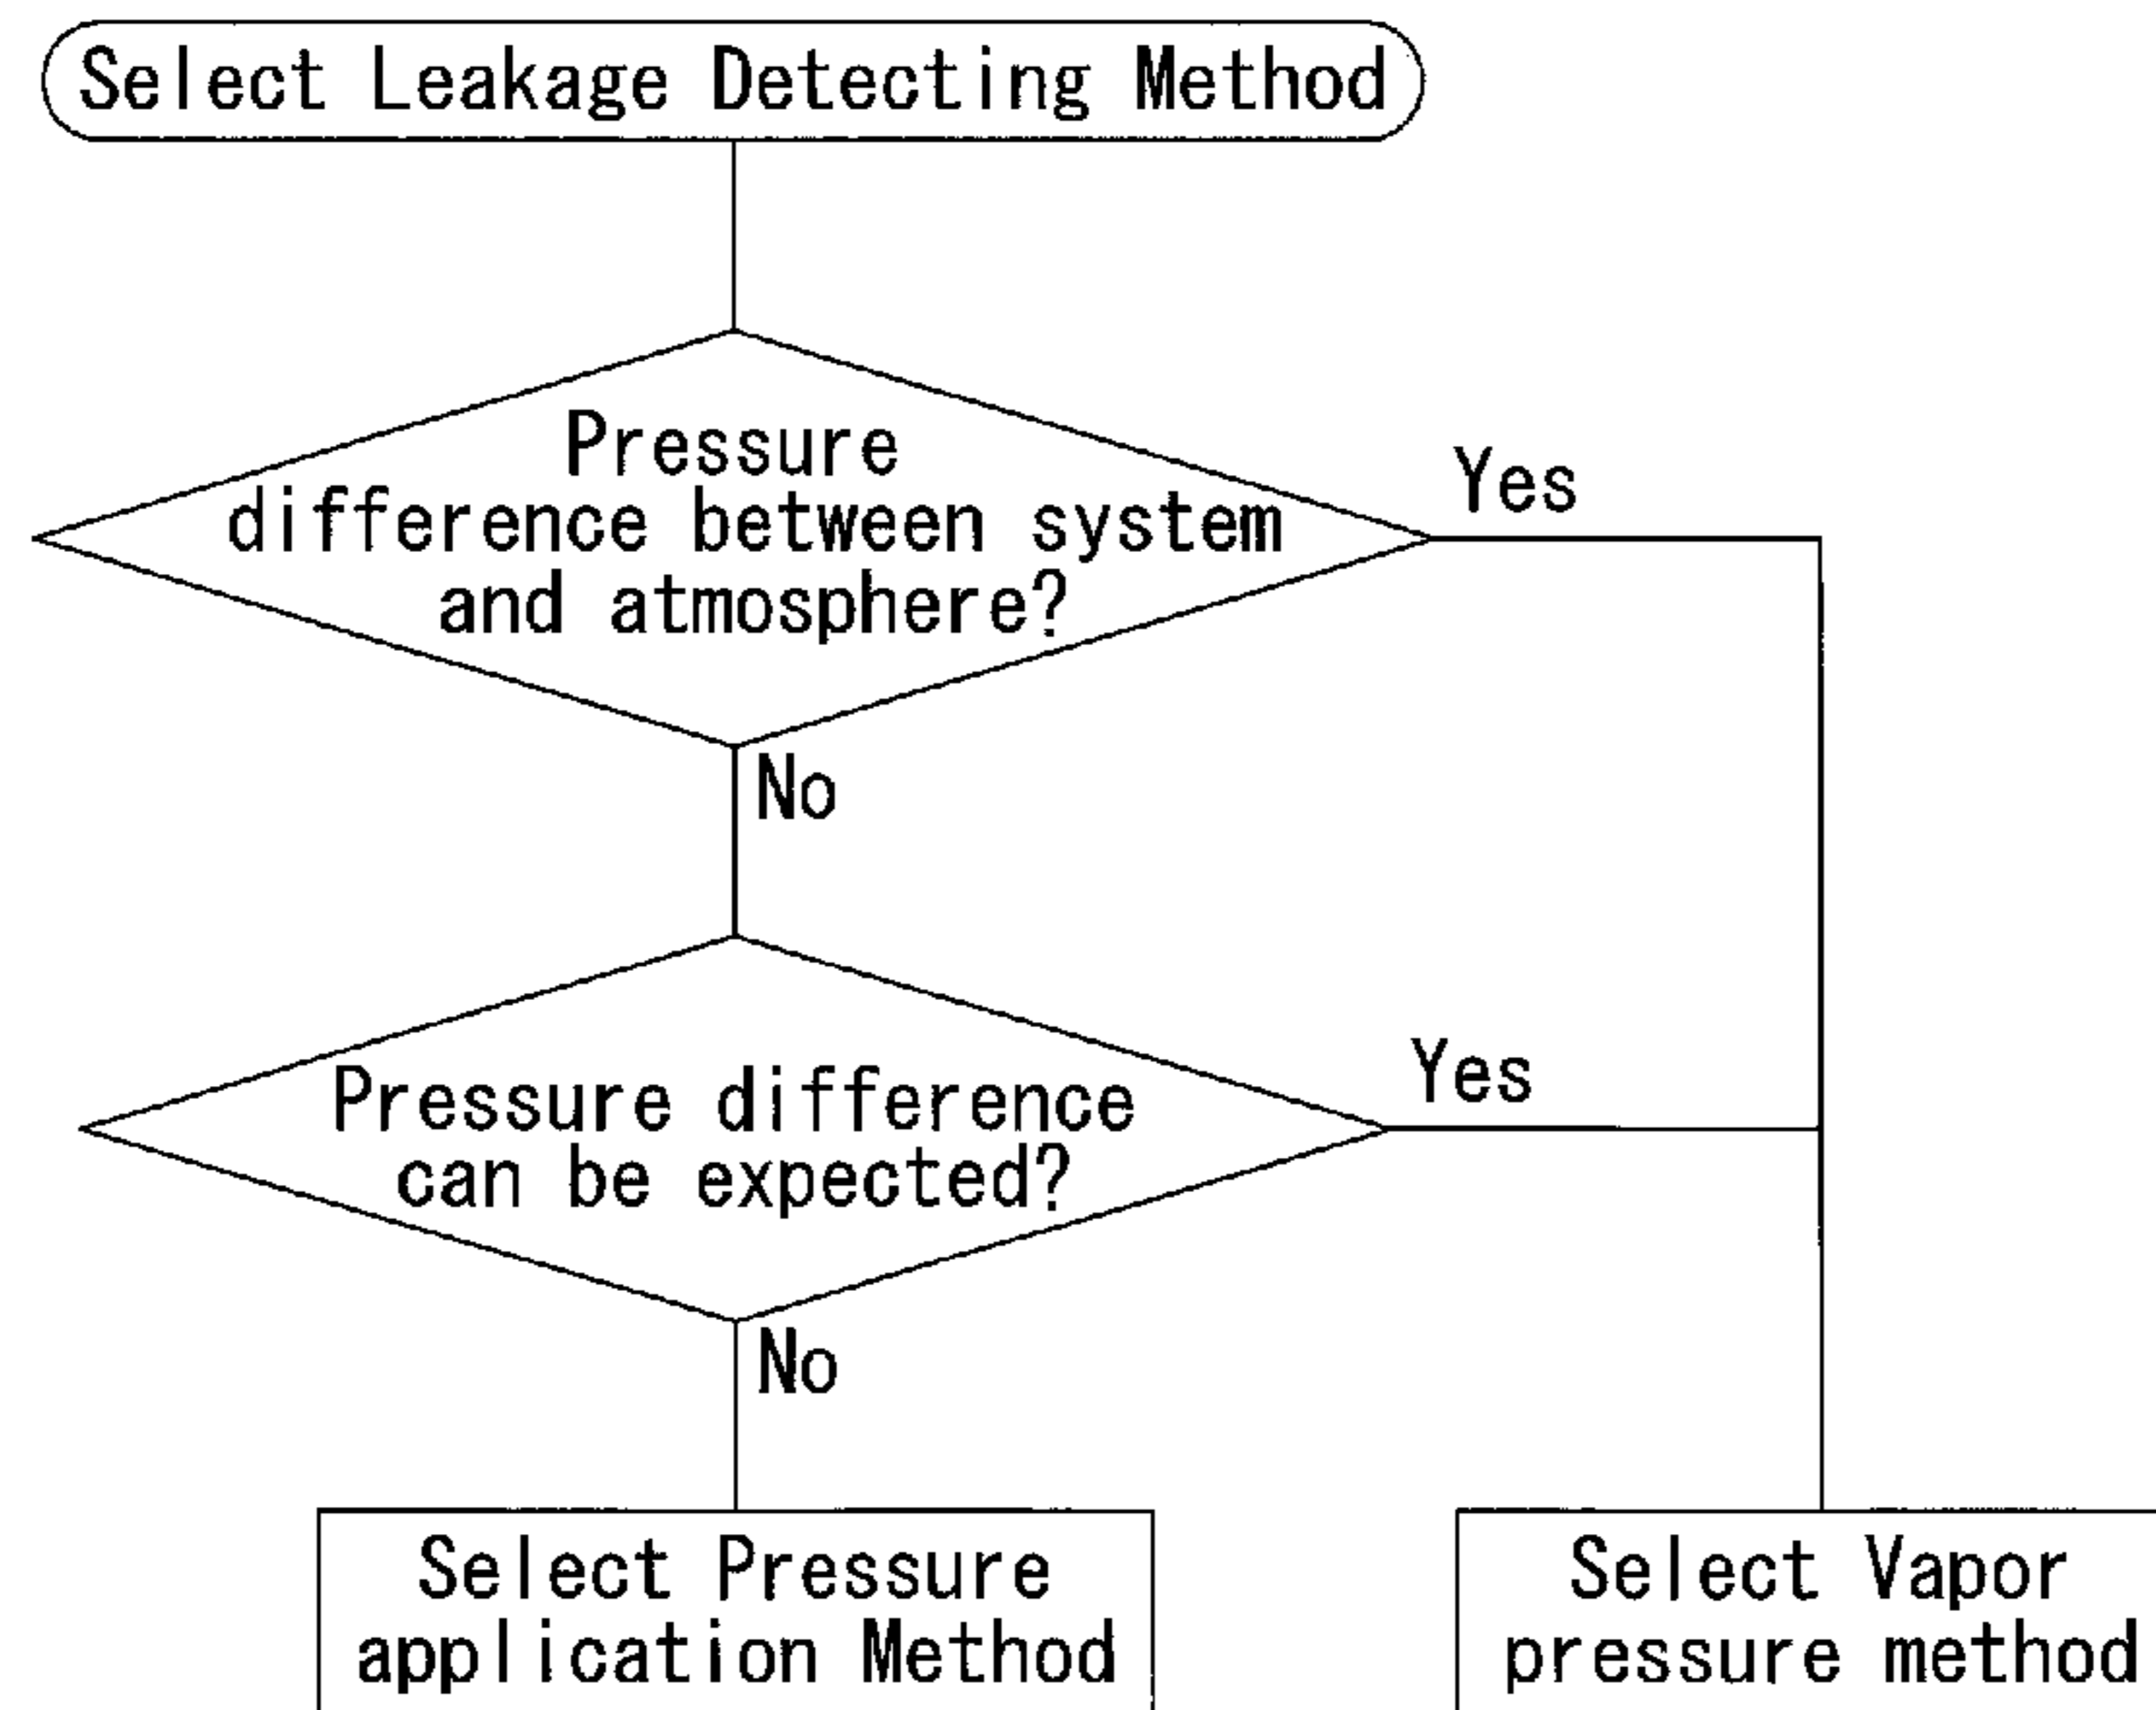 Select Leakage Detecting Method
Pressure
difference between system
and atmosphere?
Yes
No
Pressure difference
can be expected?
Yes
No
Select Pressure
application Method
Select Vapor
pressure method